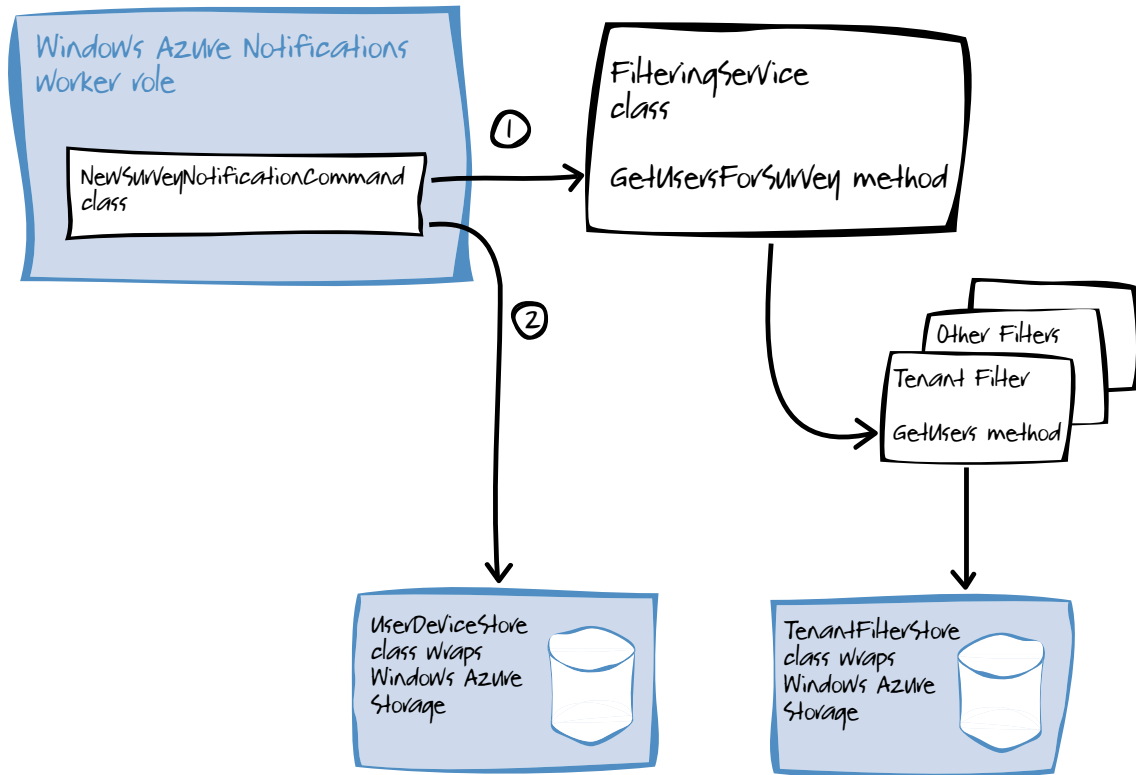 Windows Azure Notifications
Worker role
NewSurveyNotificationCommand
class
1
FilteringService
class
GetUsersForSurvey method
2
Other Filters
Tenant Filter
GetUsers method
UserDeviceStore
class wraps
Windows Azure
Storage
TenantFilterStore
class wraps
Windows Azure
Storage